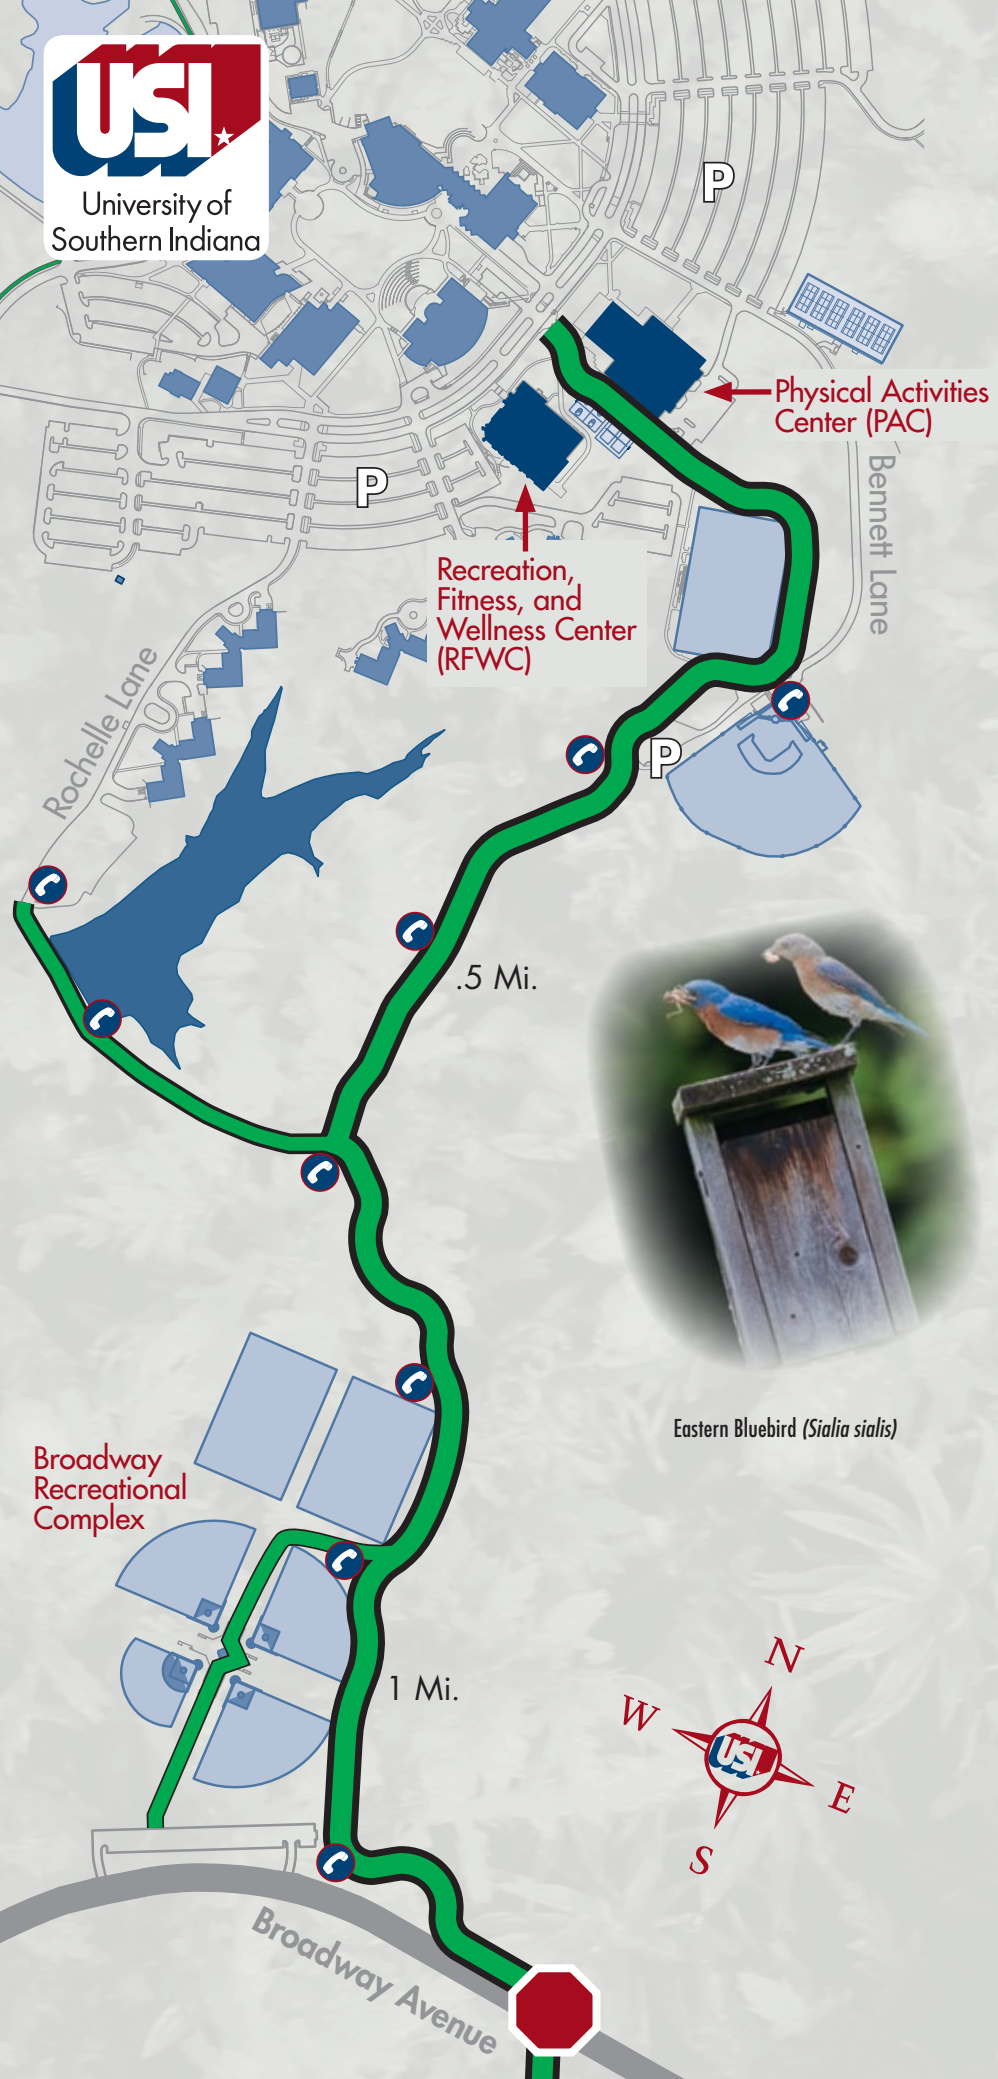 USI
University of
Southern Indiana
P
Physical Activities
Center (PAC)
P
Bennett Lane
Recreation,
Fitness, and
Wellness Center
(RFWC)
Rochelle Lane
P
.5 Mi.
Eastern Bluebird (Sialia sialis)
Broadway
Recreational
Complex
1 Mi.
N
W
USI
E
S
Broadway Avenue